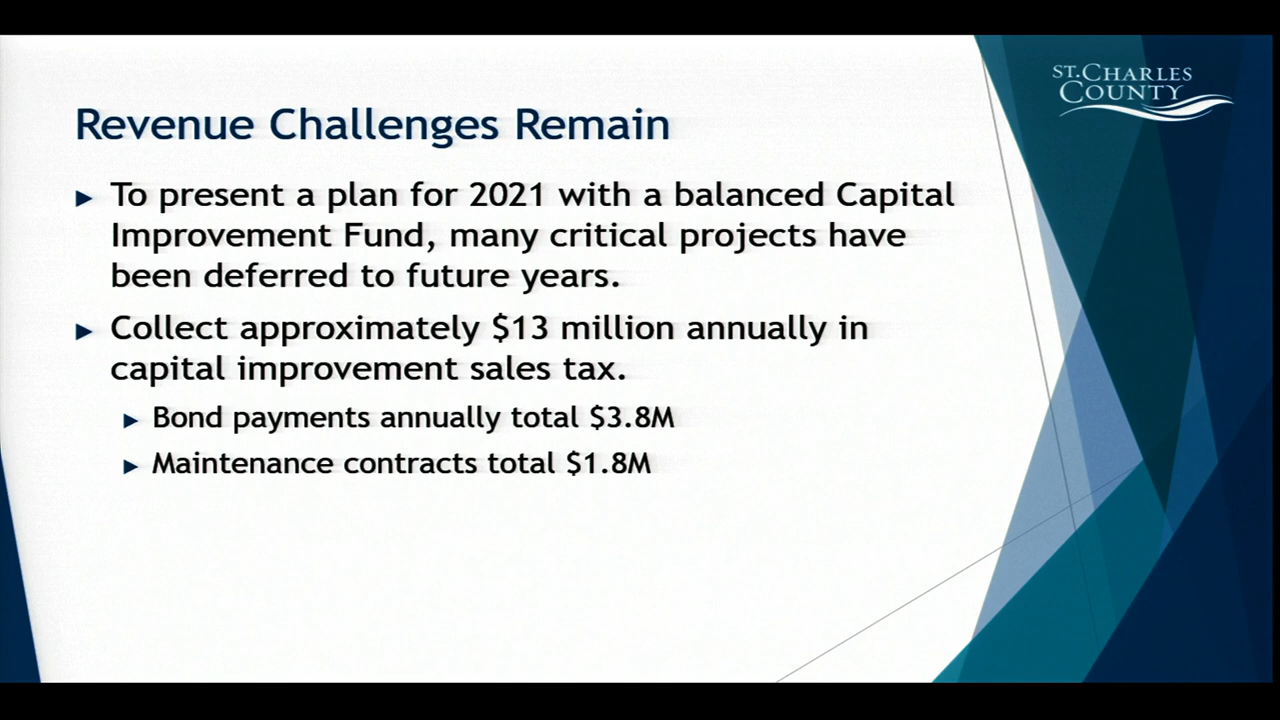 ST. CHARLES
COUNTY
Revenue Challenges Remain
To present a plan for 2021 with a balanced Capital
Improvement Fund, many critical projects have
been deferred to future years.
Collect approximately $13 million annually in
capital improvement sales tax.
Bond payments annually total $3.8M
Maintenance contracts total $1.8M